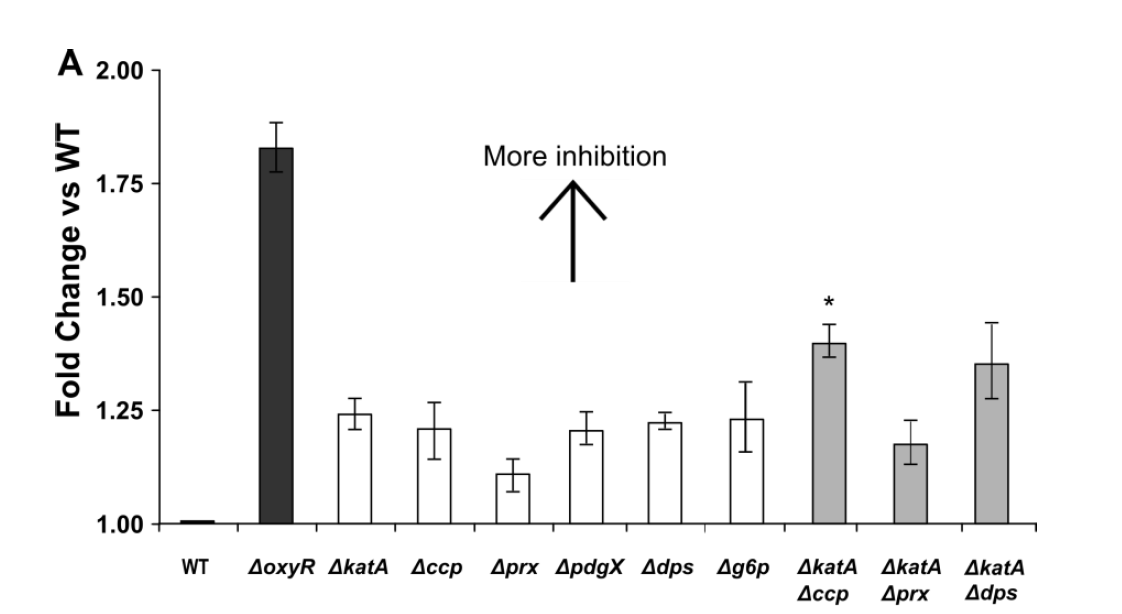 A
2.00
Fold Change vs WT
More inhibition
1.75
1.50
*
1.25
1.00
WT ΔoxyR ΔkatA Δccp Δprx ΔpdgX Δdps Δg6p ΔkatA ΔkatA ΔkatA
Δccp Δprx Δdps